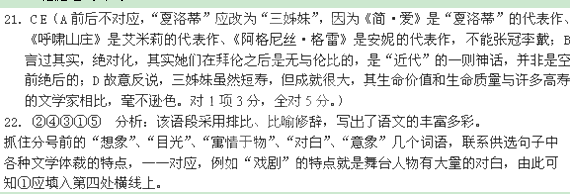 21. CE(A前后不对应,“夏洛蒂”应改为“三姊妹”,因为《简·爱》是“夏洛蒂”的代表作、
《呼啸山庄》是艾米莉的代表作、《阿格尼丝·格雷》是安妮的代表作,不能张冠李戴;B
言过其实,绝对化,其实她们在拜伦之后是无与伦比的,是“近代”的一则神话,并非是空
前绝后的;D故意反说,三姊妹虽然短寿,但成就很大,其生命价值和生命质量与许多高寿
的文学家相比,毫不逊色。对1项3分,全对5分。)
22. ②④③①⑤ 分析:该语段采用排比、比喻修辞,写出了语文的丰富多彩。
抓住分号前的“想象”、“目光”、“寓情于物”、“对白”、“意象”几个词语,联系供选句子中
各种文学体裁的特点,一一对应,例如“戏剧”的特点就是舞台人物有大量的对白,由此可
知①应填入第四处横线上。